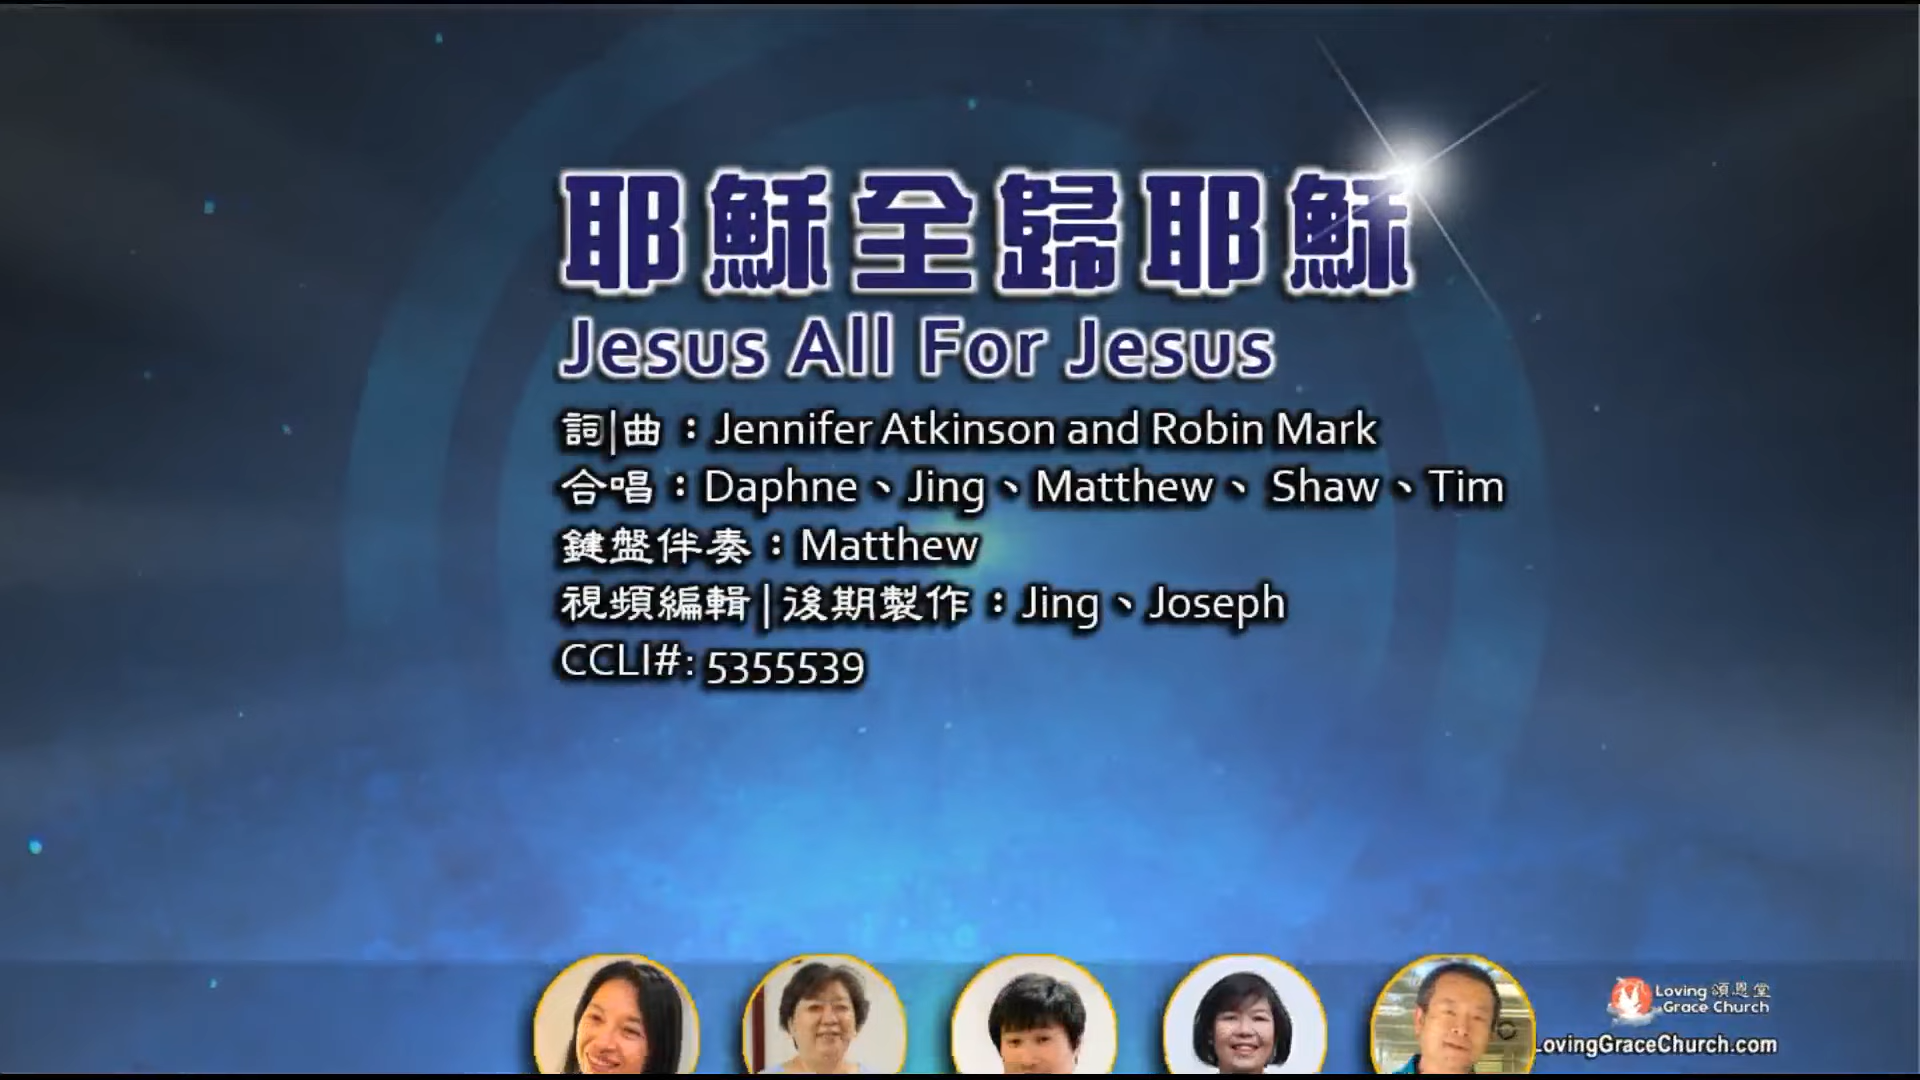 耶穌全歸耶穌
Jesus All For Jesus
詞|曲：Jennifer Atkinson and Robin Mark
合唱：Daphne、Jing、Matthew、 Shaw、Tim
鍵盤伴奏：Matthew
視頻編輯|後期製作：Jing、Joseph
CCLI#: 5355539
Loving 頌恩堂
Grace Church
LovingGraceChurch.com